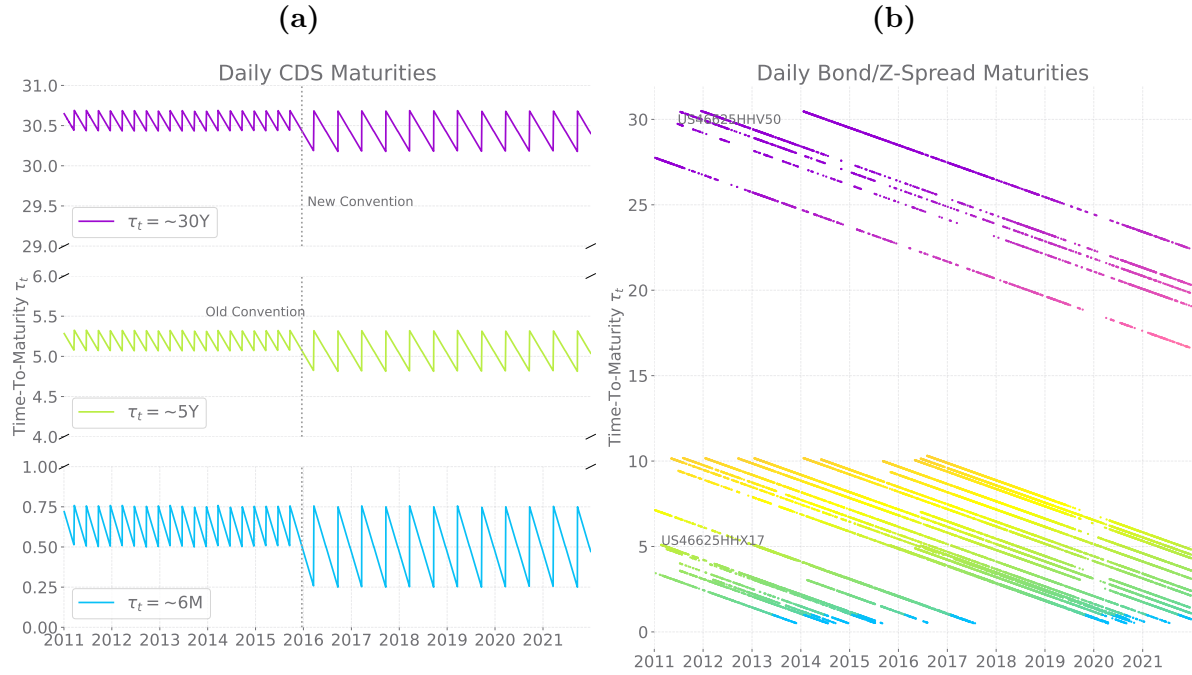 (a)
Daily CDS Maturities
Time-To-Maturity τt
31.0
30.5
30.0
29.5
29.0
New Convention
τt = ~30Y
6.0
5.5
5.0
4.5
4.0
Old Convention
τt = ~5Y
1.00
0.75
0.50
0.25
0.00
τt = ~6M
2011 2012 2013 2014 2015 2016 2017 2018 2019 2020 2021
(b)
Daily Bond/Z-Spread Maturities
Time-To-Maturity τt
30
25
20
15
10
5
0
US46625HHV50
US46625HHX17
2011 2012 2013 2014 2015 2016 2017 2018 2019 2020 2021